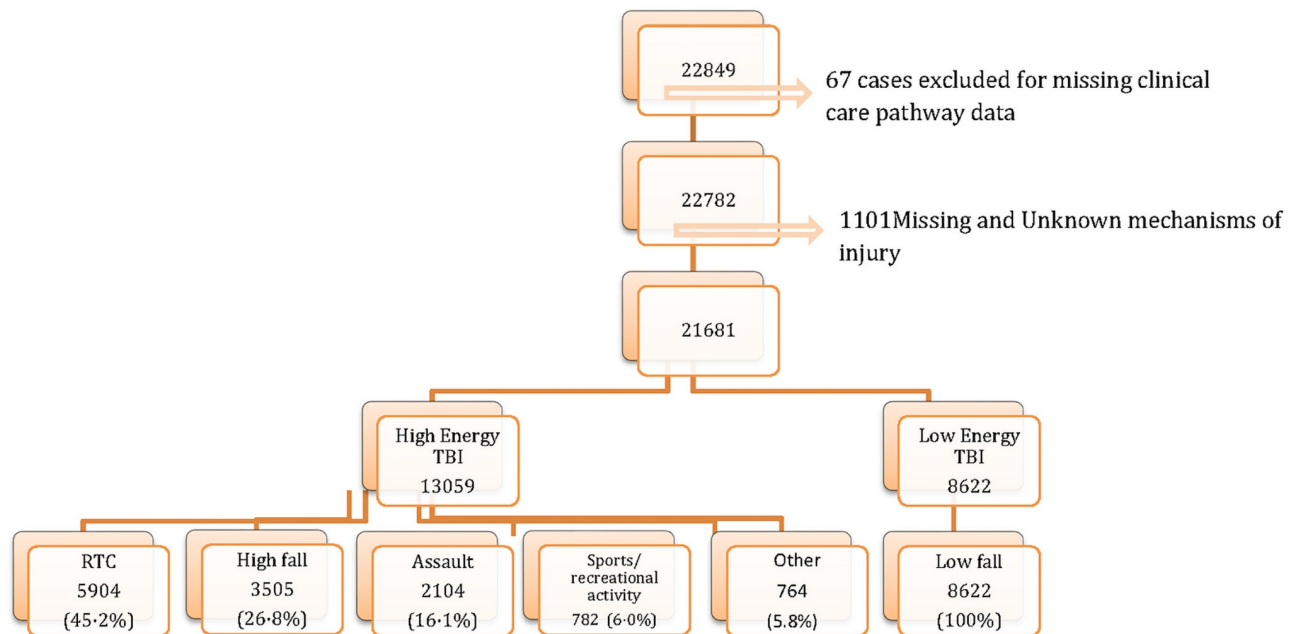 22849
67 cases excluded for missing clinical
care pathway data
22782
1101Missing and Unknown mechanisms of
injury
21681
High Energy
TBI
13059
Low Energy
TBI
8622
RTC
5904
(45·2%)
High fall
3505
(26·8%)
Assault
2104
(16·1%)
Sports/
recreational
activity
782 (6·0%)
Other
764
(5.8%)
Low fall
8622
(100%)